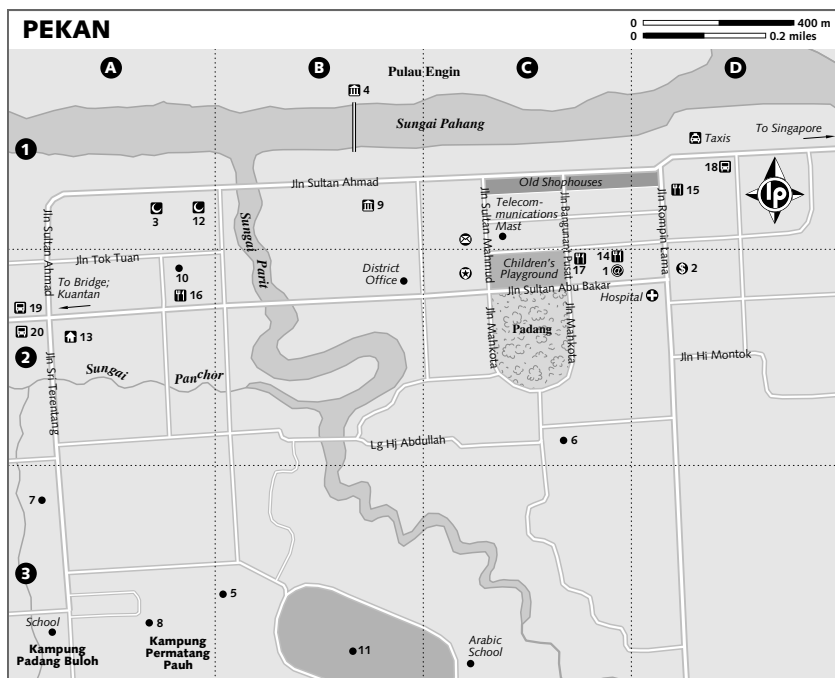 PEKAN
0 400 m
0 0.2 miles
A
B
C
D
Pulau Engin
4
Sungai Pahang
1
Taxis
To Singapore
18
Jln Sultan Ahmad
Old Shophouses
15
lp
3
12
9
Sungai Parit
Jln Sultan Ahmad
Jln Sultan Mahmud
Telecom-
munications
Mast
Jln Bangunant Pusat
Jln Rompin Lama
Jln Tok Tuan
10
To Bridge;
Kuantan
16
District
Office
Children's
Playground
17
14
1 @
$ 2
Jln Sultan Abu Bakar
Hospital
19
20
13
2
Jln Mahkota
Padang
Jln Mahkota
Jln Hi Montok
Sungai Panchor
Jln Sri Terentang
Lg Hj Abdullah
6
7
3
5
School
8
Kampung
Padang Buloh
Kampung
Permatang
Pauh
11
Arabic
School